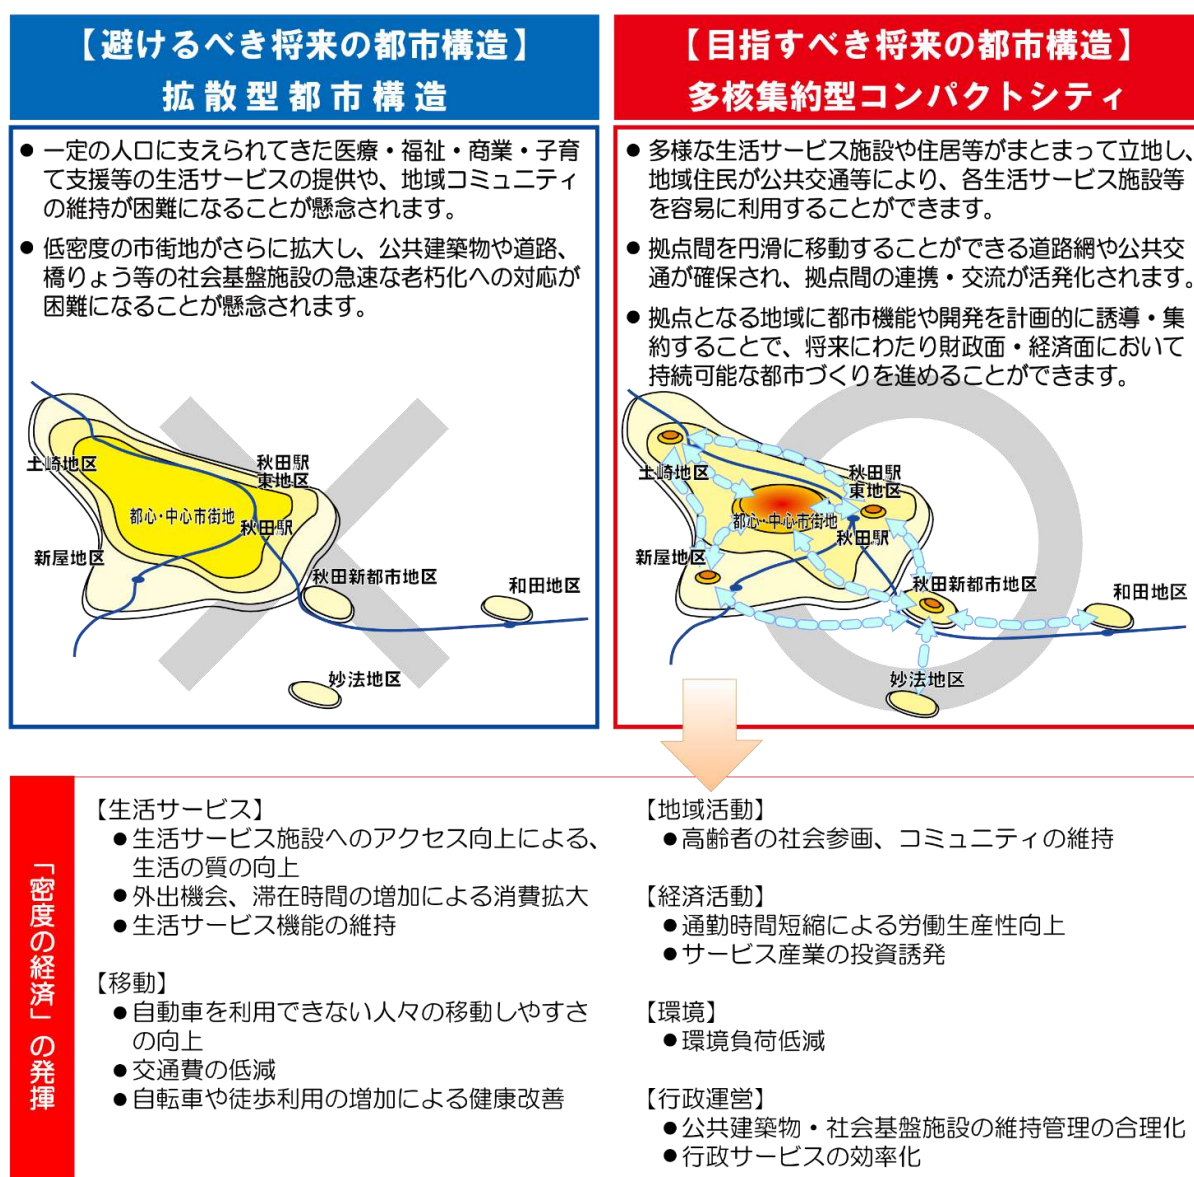 【避けるべき将来の都市構造】
拡散型都市構造
● 一定の人口に支えられてきた医療・福祉・商業・子育
て支援等の生活サービスの提供や、地域コミュニティ
の維持が困難になることが懸念されます。
● 低密度の市街地がさらに拡大し、公共建築物や道路、
橋りょう等の社会基盤施設の急速な老朽化への対応が
困難になることが懸念されます。
土崎地区
秋田駅
東地区
都心・中心市街地
秋田駅
新屋地区
秋田新都市地区
和田地区
妙法地区
【目指すべき将来の都市構造】
多核集約型コンパクトシティ
● 多様な生活サービス施設や住居等がまとまって立地し、
地域住民が公共交通等により、各生活サービス施設等
を容易に利用することができます。
● 拠点間を円滑に移動することができる道路網や公共交
通が確保され、拠点間の連携・交流が活発化されます。
● 拠点となる地域に都市機能や開発を計画的に誘導・集
約することで、将来にわたり財政面・経済面において
持続可能な都市づくりを進めることができます。
土崎地区
秋田駅
東地区
都心・中心市街地
秋田駅
新屋地区
秋田新都市地区
和田地区
妙法地区
「密度の経済」の発揮
【生活サービス】
●生活サービス施設へのアクセス向上による、
生活の質の向上
●外出機会、滞在時間の増加による消費拡大
●生活サービス機能の維持
【移動】
●自動車を利用できない人々の移動しやすさ
の向上
●交通費の低減
●自転車や徒歩利用の増加による健康改善
【地域活動】
●高齢者の社会参画、コミュニティの維持
【経済活動】
●通勤時間短縮による労働生産性向上
●サービス産業の投資誘発
【環境】
●環境負荷低減
【行政運営】
●公共建築物・社会基盤施設の維持管理の合理化
●行政サービスの効率化